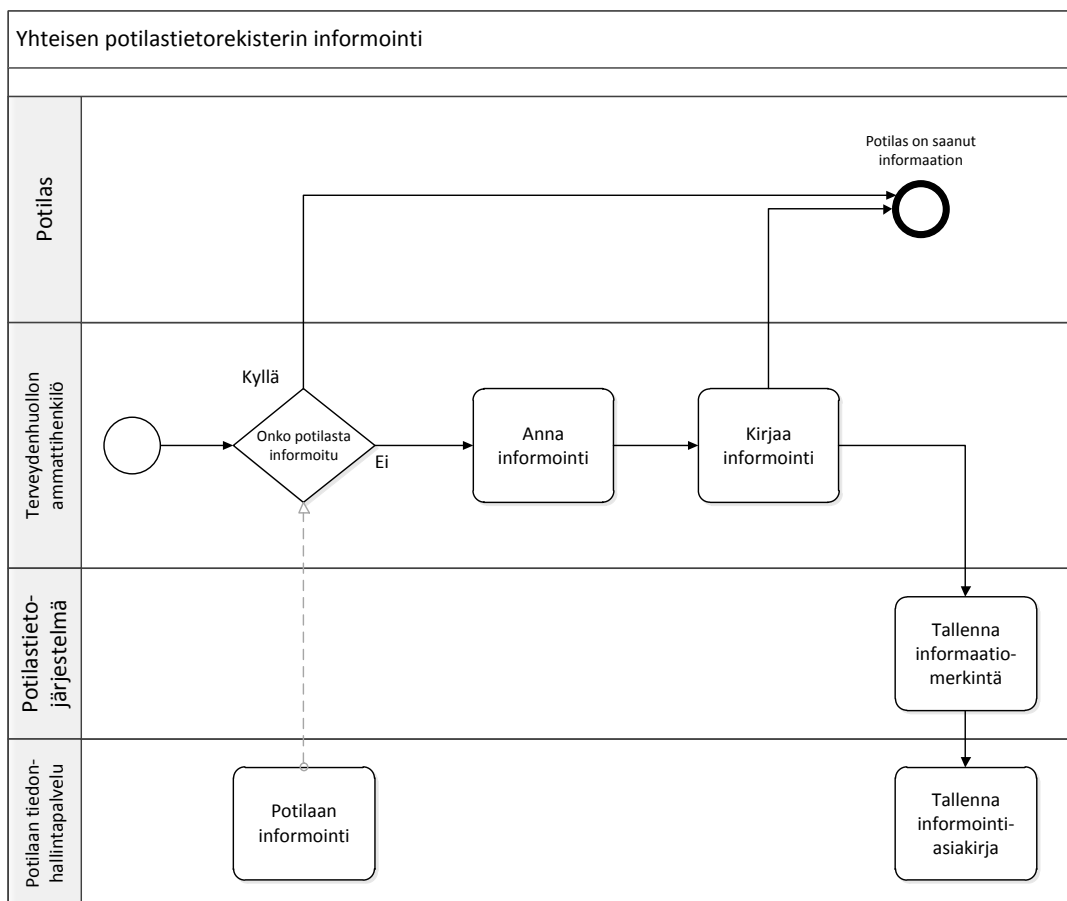 Yhteisen potilastietorekisterin informointi
Potilas
Potilas on saanut
informaation
Terveydenhuollon
ammattihenkilö
Kyllä
Onko potilasta
informoitu
Ei
Anna
informointi
Kirjaa
informointi
Potilastieto-
järjestelmä
Tallenna
informaatio-
merkintä
Potilaan tiedon-
hallintapalvelu
Potilaan
informointi
Tallenna
informointi-
asiakirja